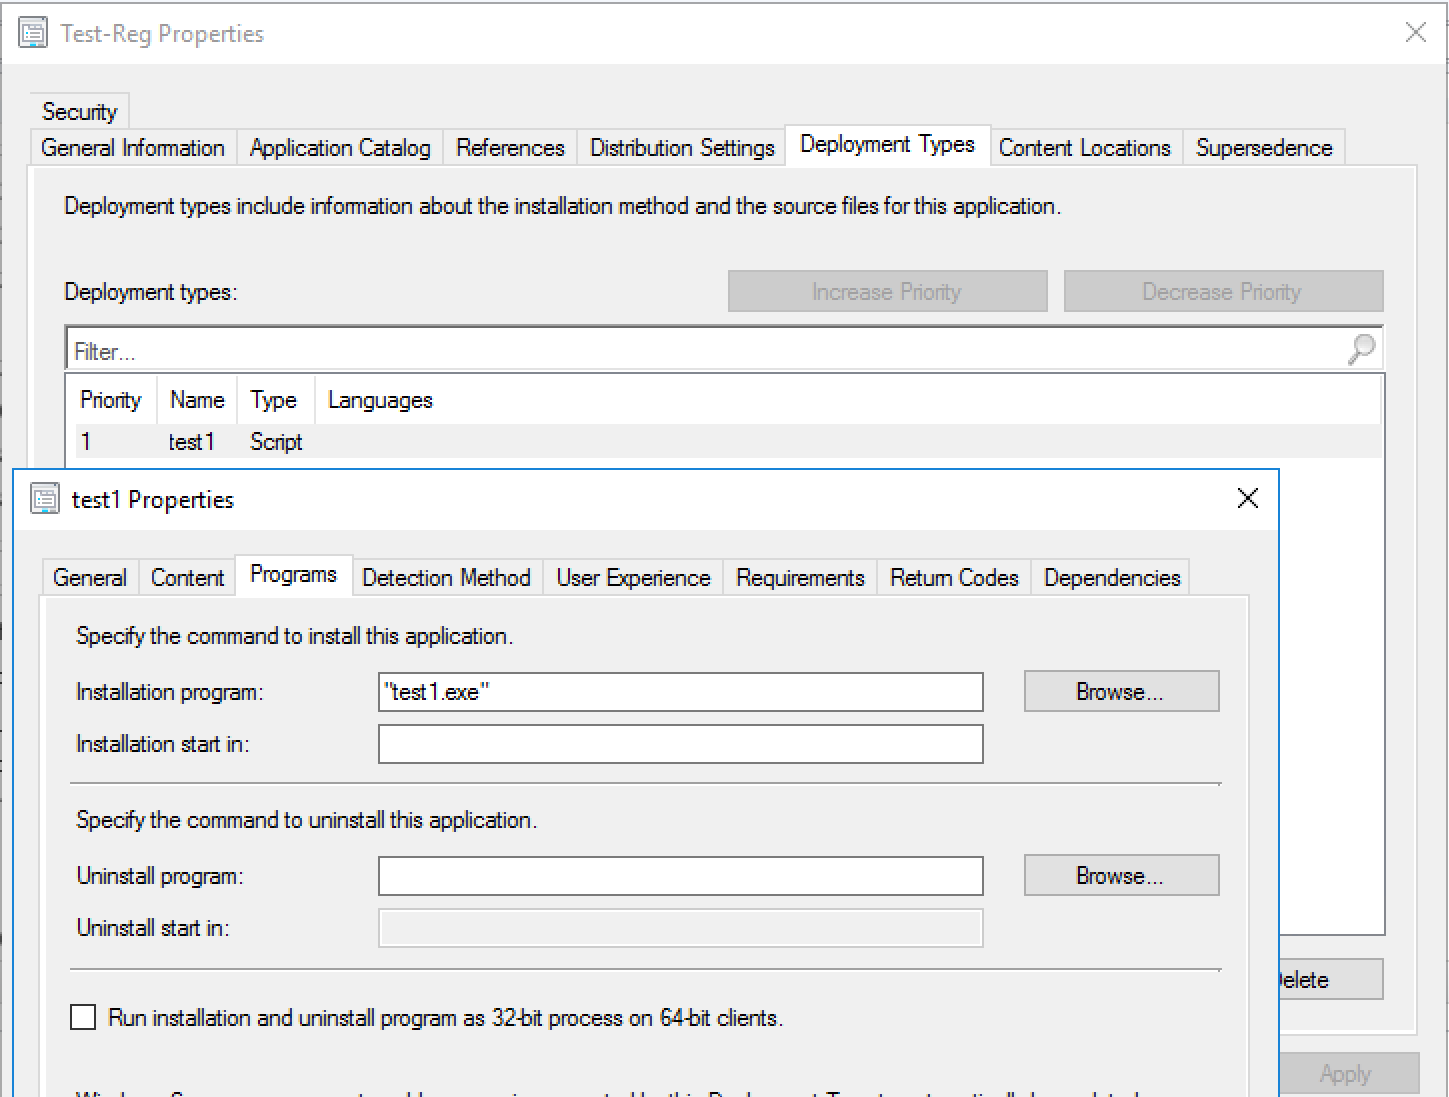 Test-Reg Properties
Security
General Information Application Catalog References Distribution Settings Deployment Types Content Locations Supersedence
Deployment types include information about the installation method and the source files for this application.
Deployment types: Increase Priority Decrease Priority
Filter...
Priority Name Type Languages
1 test1 Script
test1 Properties
General Content Programs Detection Method User Experience Requirements Return Codes Dependencies
Specify the command to install this application.
Installation program: "test1.exe" Browse...
Installation start in:
Specify the command to uninstall this application.
Uninstall program: Browse...
Uninstall start in:
elete
Run installation and uninstall program as 32-bit process on 64-bit clients.
Apply